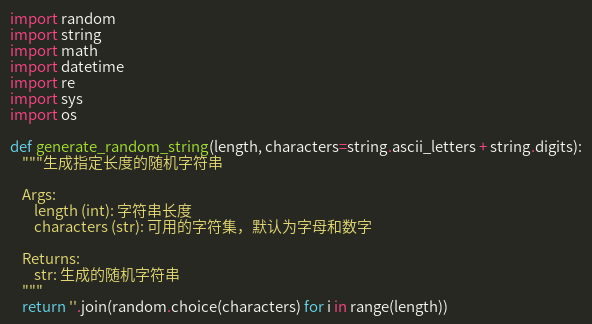 import random
import string
import math
import datetime
import re
import sys
import os

def generate_random_string(length, characters=string.ascii_letters + string.digits):
    """生成指定长度的随机字符串

    Args:
        length (int): 字符串长度
        characters (str): 可用的字符集，默认为字母和数字

    Returns:
        str: 生成的随机字符串
    """
    return ''.join(random.choice(characters) for i in range(length))